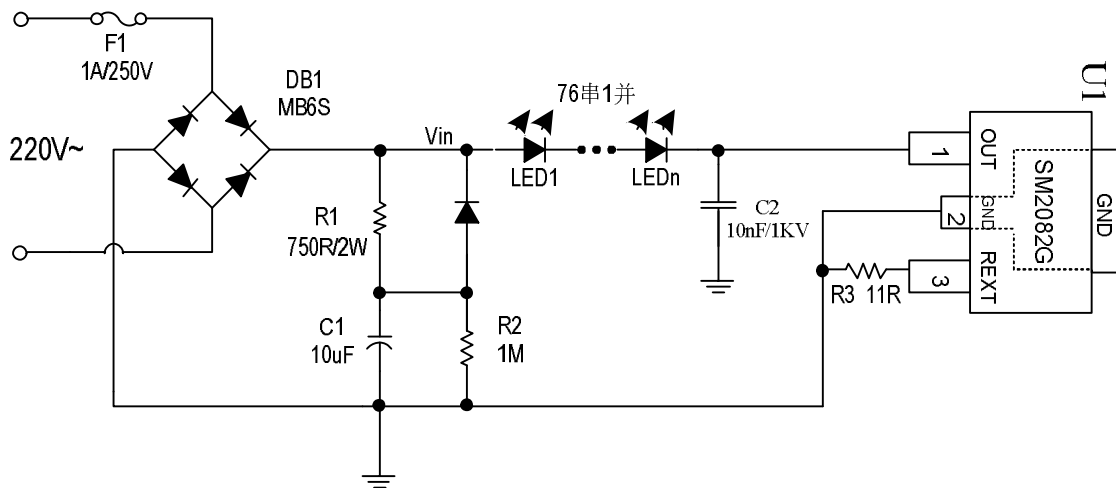 F1
1A/250V
DB1
MB6S
220V~
Vin
76串1并
LED1
LEDn
R1
750R/2W
C1
10uF
R2
1M
C2
10nF/1KV
R3 11R
U1
1
OUT
2
GND
3
REXT
SM2082G
GND